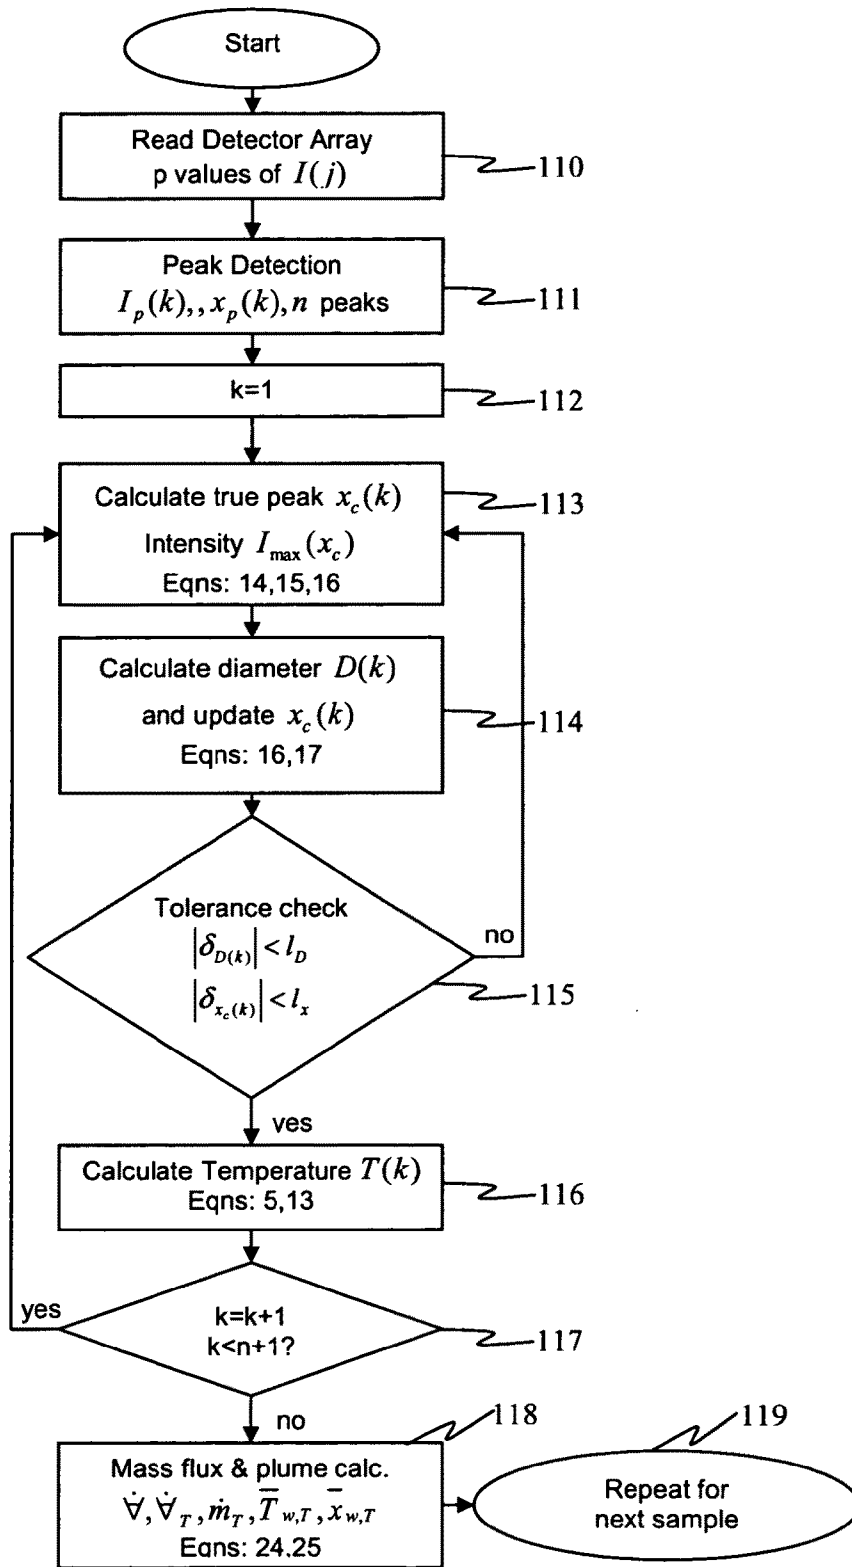 Start
Read Detector Array
p values of I(j)
110
Peak Detection
I_p(k),,x_p(k),n peaks
111
k=1
112
Calculate true peak x_c(k)
Intensity I_max(x_c)
Eqns: 14,15,16
113
Calculate diameter D(k)
and update x_c(k)
Eqns: 16,17
114
Tolerance check
|δ_D(k)| < l_D
|δ_x_c(k)| < l_x
no
115
yes
Calculate Temperature T(k)
Eqns: 5,13
116
yes
k=k+1
k<n+1?
117
no
118
119
Mass flux & plume calc.
∀̇, ∀̇_T, ṁ_T, T̄_w,T, x̄_w,T
Eqns: 24,25
Repeat for
next sample